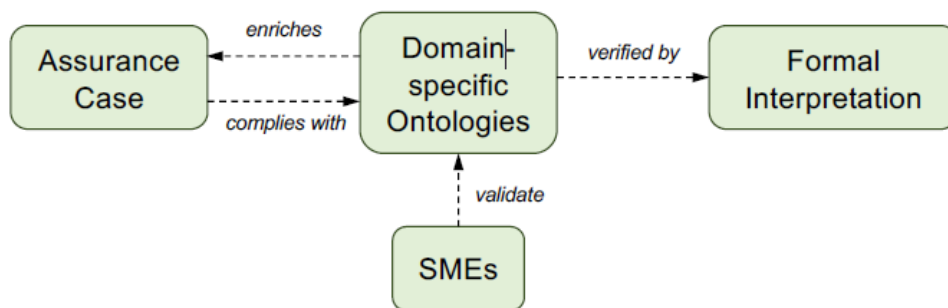 enriches
Assurance
Case
complies with
Domain-
specific
Ontologies
verified by
Formal
Interpretation
validate
SMEs